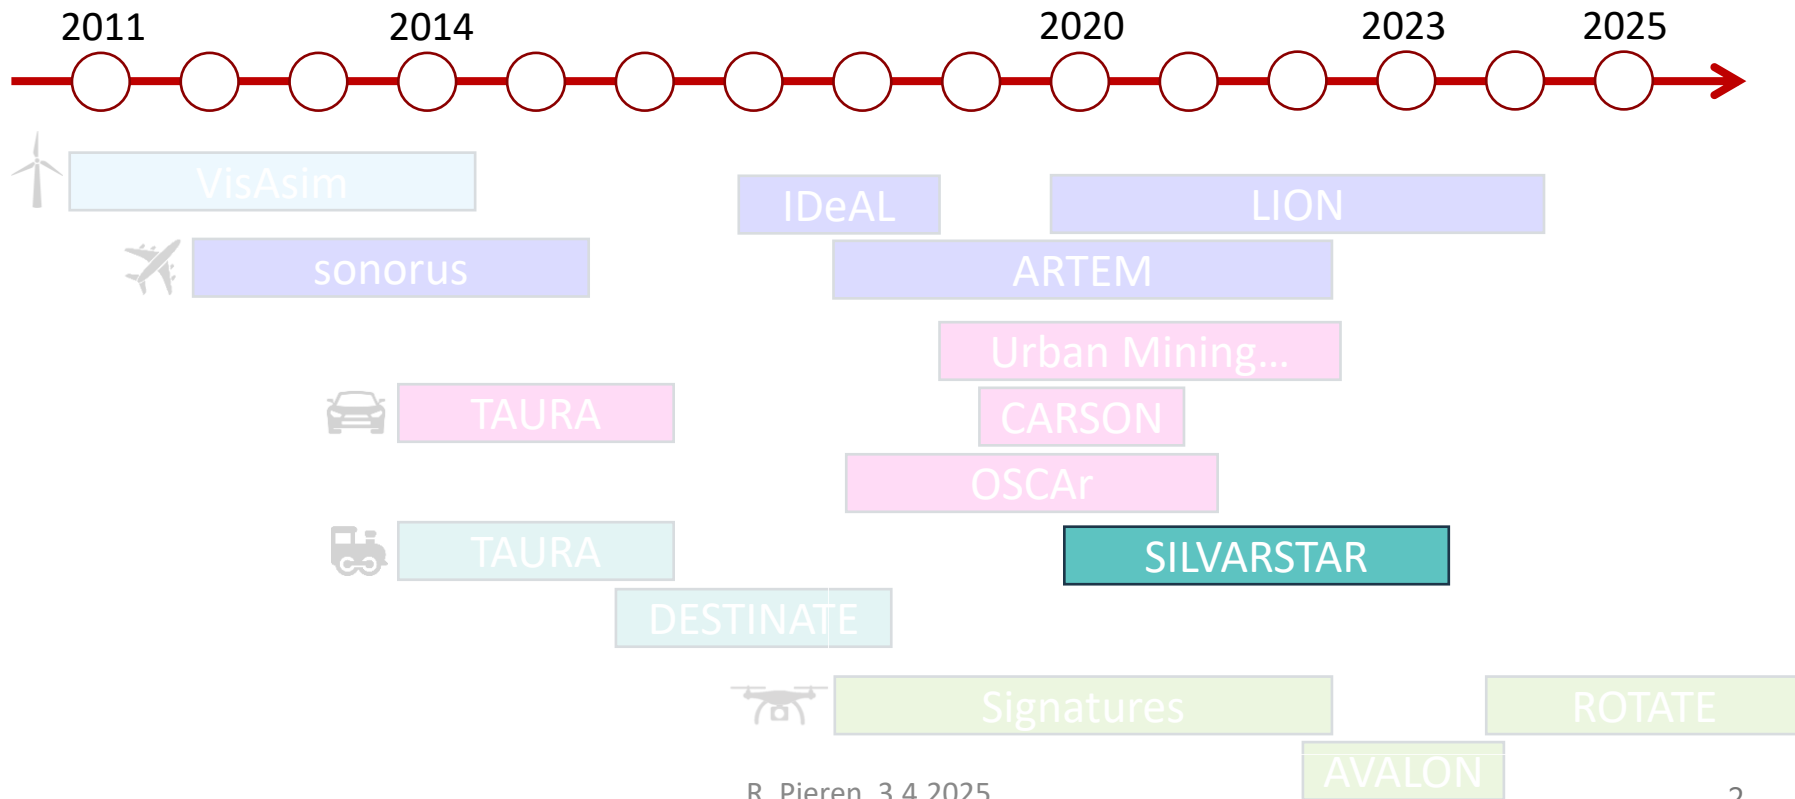 2011 2014 2020 2023 2025
VisAsim
IDeAL LION
sonorus ARTEM
Urban Mining...
TAURA CARSON
OSCAr
TAURA SILVARSTAR
DESTINATE
Signatures ROTATE
AVALON
R. Pieren, 3.4.2025 2